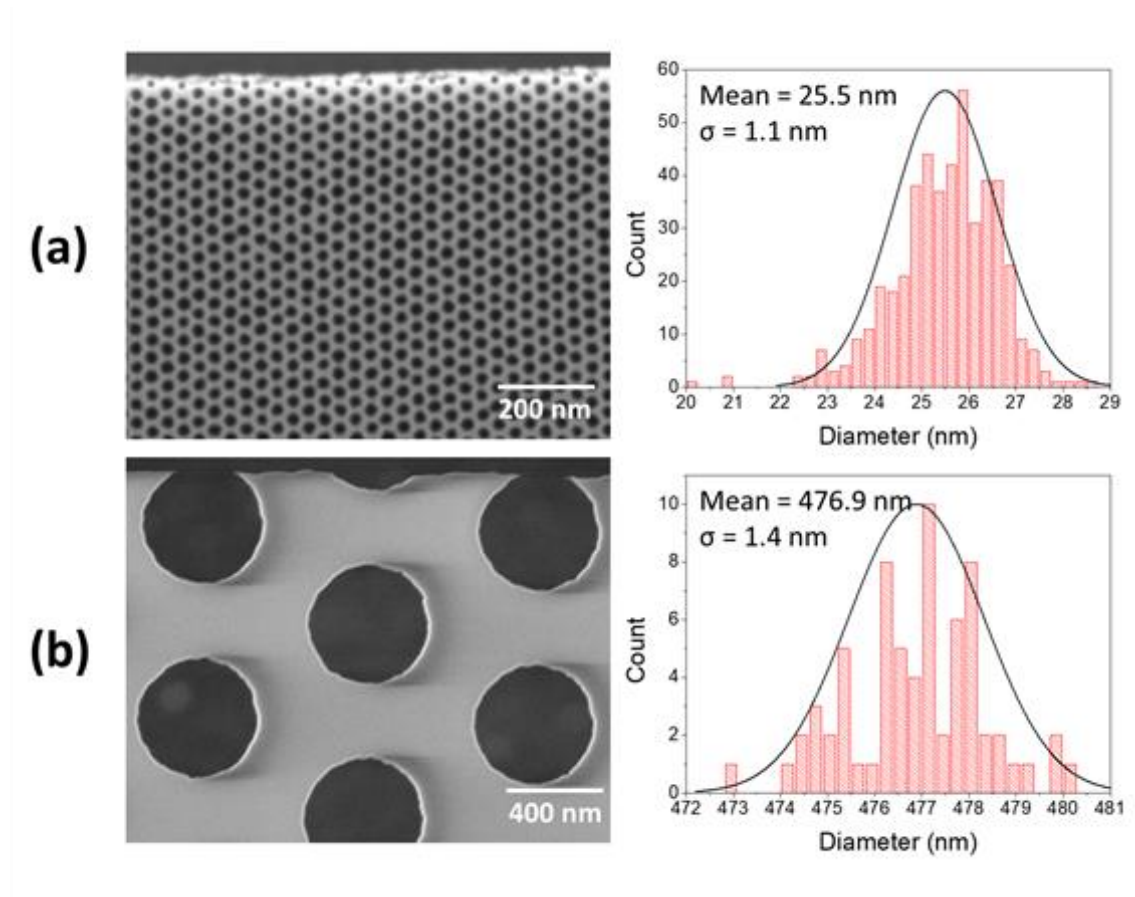 (a)
200 nm
Mean = 25.5 nm
σ = 1.1 nm
60
50
40
30
20
10
0
Count
20 21 22 23 24 25 26 27 28 29
Diameter (nm)
(b)
400 nm
Mean = 476.9 nm
σ = 1.4 nm
10
8
6
4
2
0
Count
472 473 474 475 476 477 478 479 480 481
Diameter (nm)